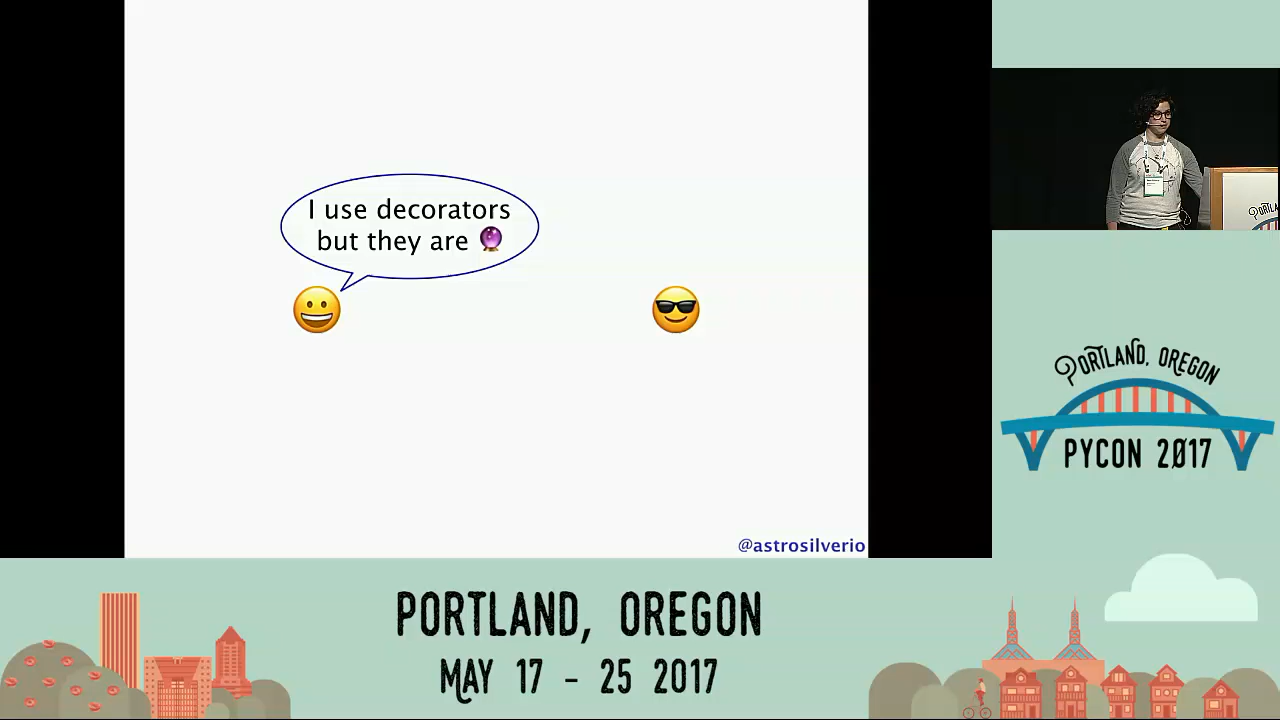 I use decorators
but they are 🔮
@astrosilverio
PORTLAND, OREGON
PYCON 2017
PORTLAND, OREGON
MAY 17 - 25 2017